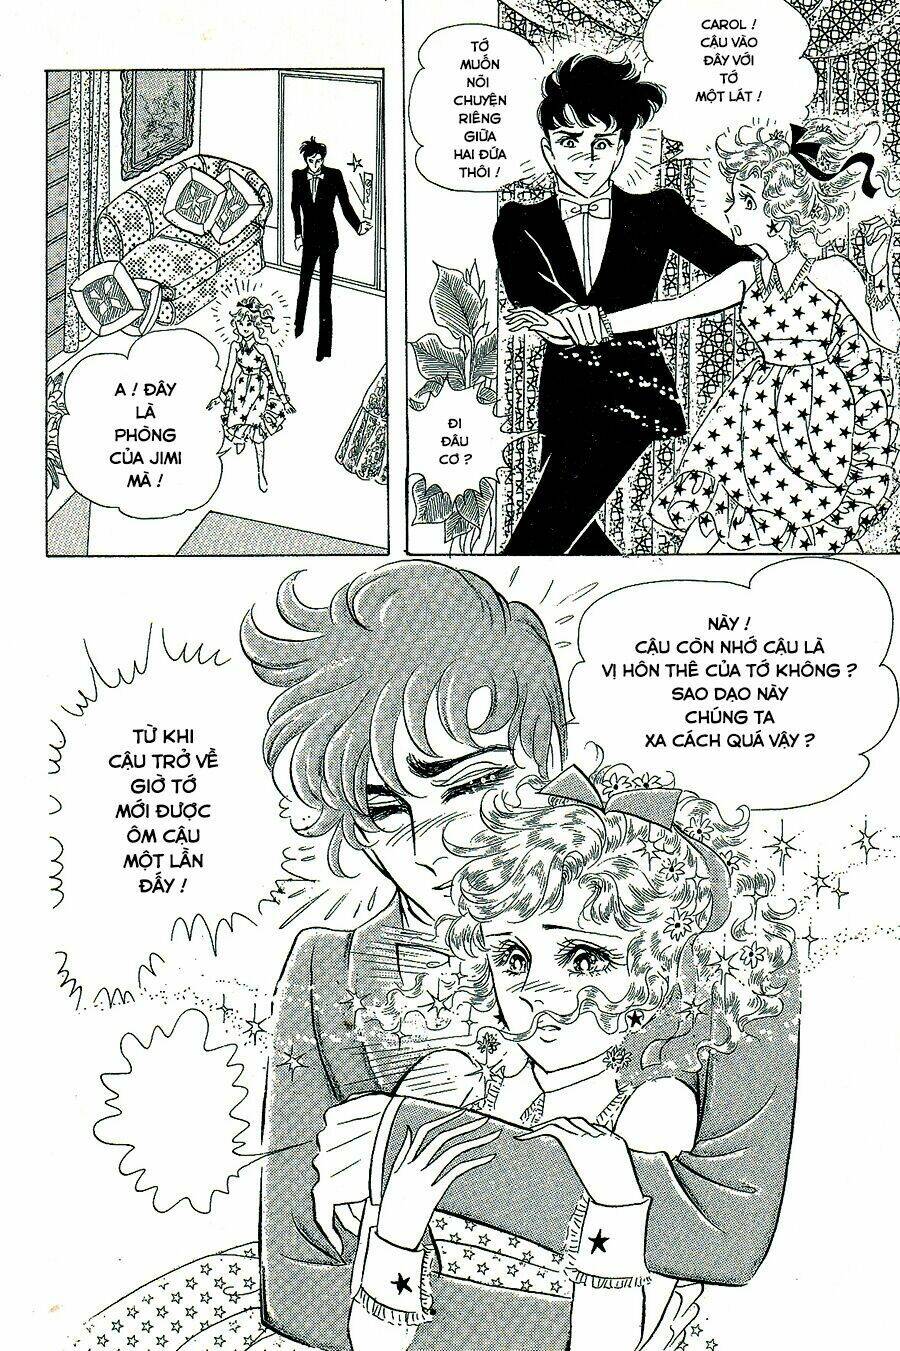 CAROL !
CẬU VÀO
ĐÂY VỚI
TỚ
MỘT LÁT !
TỚ
MUỐN
NÓI
CHUYỆN
RIÊNG
GIỮA
HAI ĐỨA
THÔI !
ĐI
ĐÂU
CƠ ?
A ! ĐÂY
LÀ
PHÒNG
CỦA JIMI
MÀ !
NÀY !
CẬU CÒN NHỚ CẬU LÀ
VỊ HÔN THÊ CỦA TỚ KHÔNG ?
SAO DẠO NÀY
CHÚNG TA
XA CÁCH QUÁ VẬY ?
TỪ KHI
CẬU TRỞ VỀ
GIỜ TỚ
MỚI ĐƯỢC
ÔM CẬU
MỘT LẦN
ĐẤY !